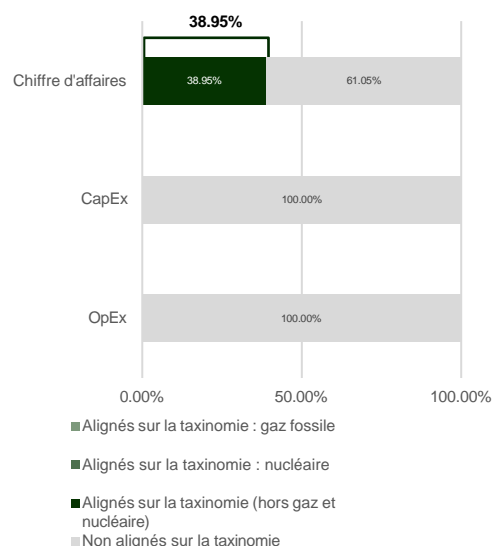 38.95%
Chiffre d'affaires
38.95%
61.05%
CapEx
100.00%
OpEx
100.00%
0.00%
50.00%
100.00%
Alignés sur la taxinomie : gaz fossile
Alignés sur la taxinomie : nucléaire
Alignés sur la taxinomie (hors gaz et
nucléaire)
Non alignés sur la taxinomie